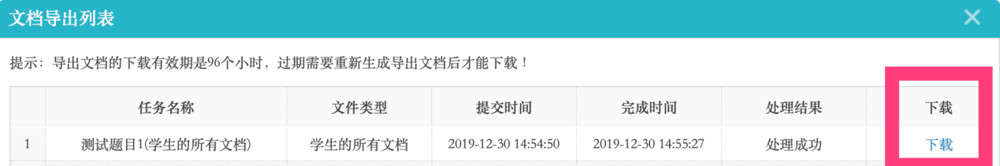 文档导出列表
提示：导出文档的下载有效期是96个小时，过期需要重新生成导出文档后才能下载！
任务名称 文件类型 提交时间 完成时间 处理结果 下载
1 测试题目1(学生的所有文档) 学生的所有文档 2019-12-30 14:54:50 2019-12-30 14:55:27 处理成功 下载